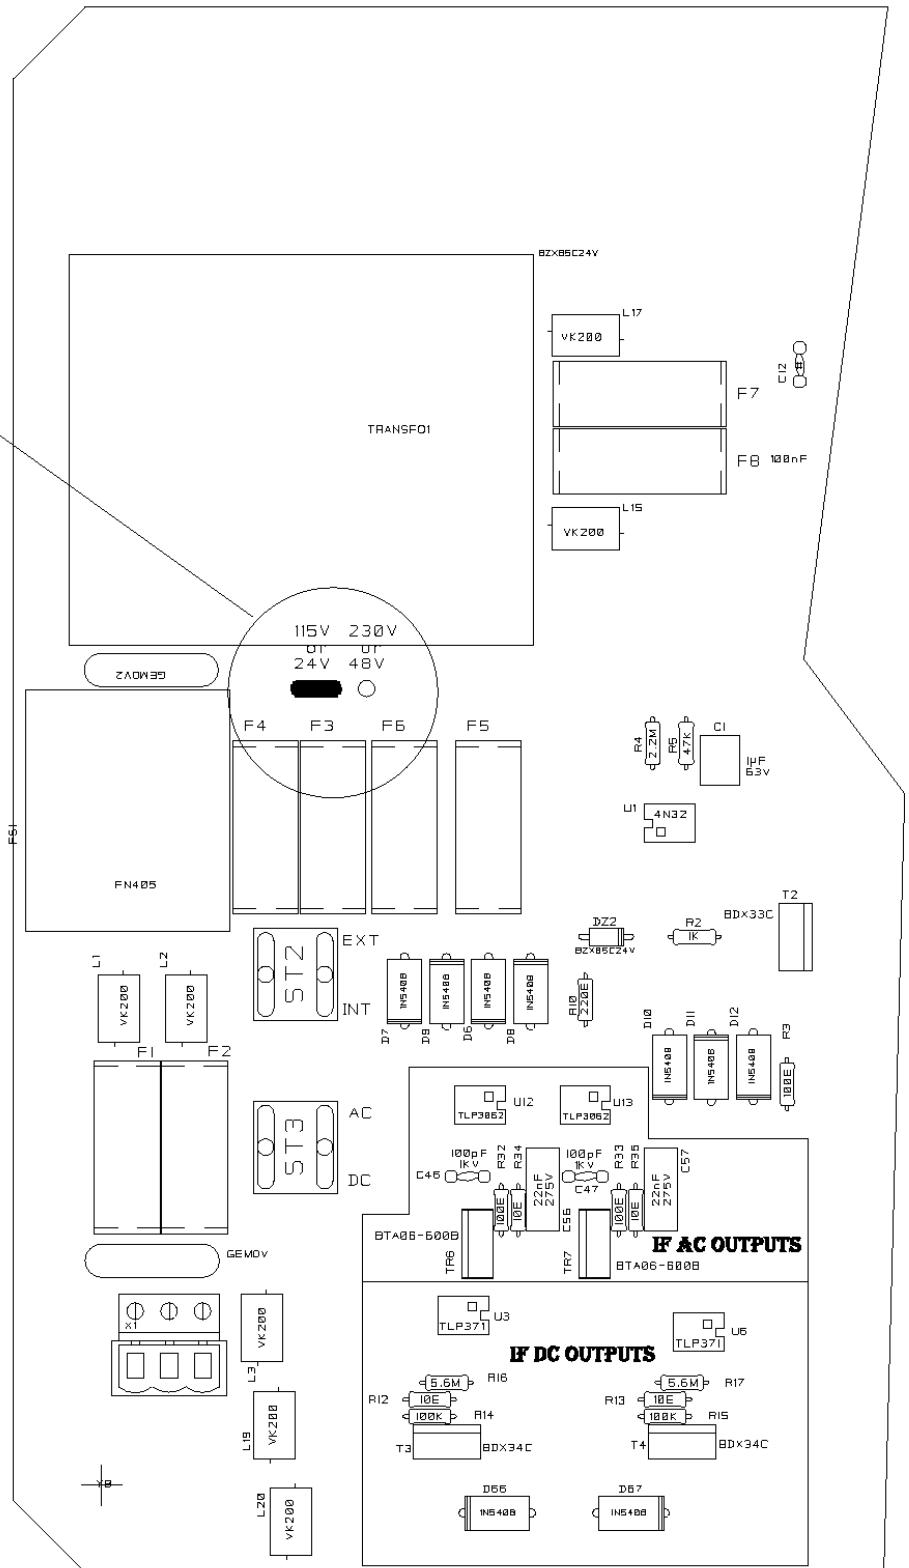 BZX85C24V
L17
VK200
C12
F7
TRANSFO1
F8 100nF
L15
VK200
115V 230V
or or
24V 48V
GEMOV2
F4 F3 F6 F5
R4 2.2M
R5 47K
C1
1µF
63V
U1
4N32
FS1
FN405
T2
BDX33C
DZ2
BZX85C24V
R2
1K
L1
VK200
L2
VK200
ST2
EXT
INT
D7
1N5408
D9
1N5408
D6
1N5408
D8
1N5408
R10
220E
D10
1N5408
D11
1N5408
D12
1N5408
R3
100E
F1 F2
ST3
AC
DC
U12
TLP3062
U13
TLP3062
100pF
1KV
R32
100E
R34
10E
22nF
275V
C56
100pF
1KV
C47
R33
100E
R35
10E
22nF
275V
C57
BTA06-600B
TR6
TR7
BTA06-600B
IF AC OUTPUTS
GEMOV
X1
VK200
L3
U3
TLP371
TLP371
IF DC OUTPUTS
5.6M R16
5.6M R17
R12 10E
R13 10E
100K R14
100K R15
T3 BDX34C
T4 BDX34C
L19
VK200
D66
1N5408
D67
1N5408
L20
VK200